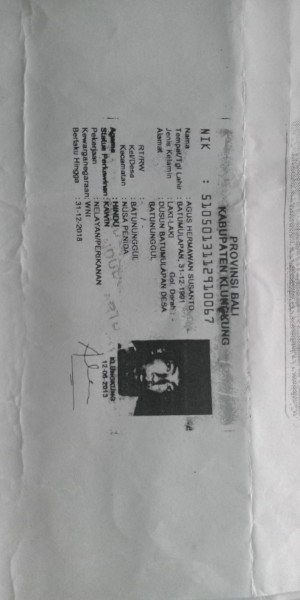 PROVINSI BALI
KABUPATEN KLUNGKUNG
NIK : 5105013112910067
Nama : AGUS HERMAWAN SUSANTO
Tempat/Tgl Lahir : BATUMULAPAN, 31-12-1991
Jenis Kelamin : LAKI-LAKI Gol. Darah : -
Alamat : DUSUN BATUMULAPAN DESA
BATUNUNGGUL
RT/RW : -
Kel/Desa : BATUNUNGGUL
Kecamatan : NUSA PENIDA
Agama : HINDU
Status Perkawinan : KAWIN
Pekerjaan : NELAYAN/PERIKANAN
Kewarganegaraan: WNI
Berlaku Hingga : 31-12-2018
KLUNGKUNG
12-06-2013